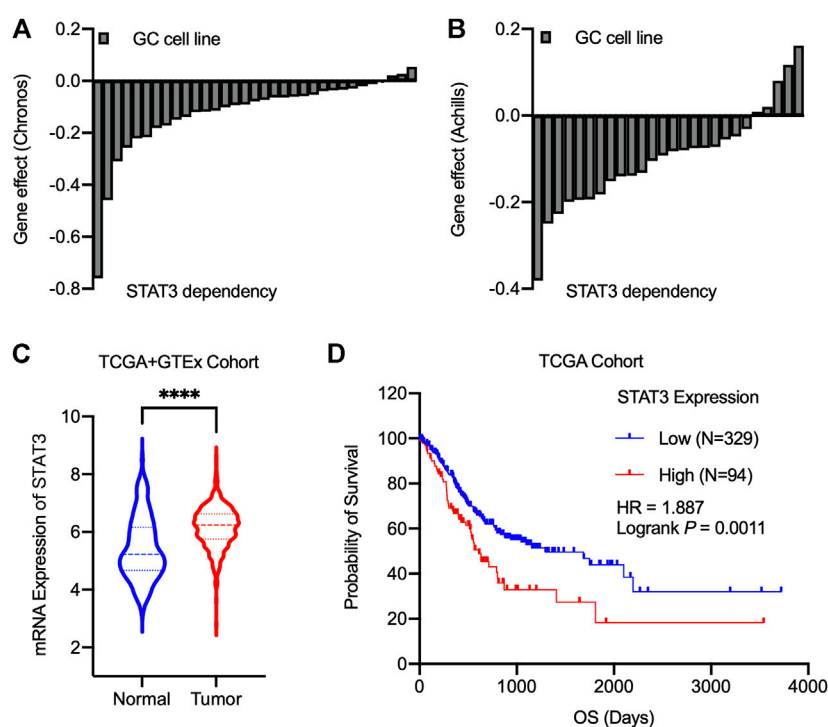 A
0.2
GC cell line
0.0
-0.2
-0.4
-0.6
-0.8
Gene effect (Chronos)
STAT3 dependency
B
0.2
GC cell line
0.0
-0.2
-0.4
Gene effect (Achills)
STAT3 dependency
C
TCGA+GTEx Cohort
****
10
8
6
4
2
mRNA Expression of STAT3
Normal
Tumor
D
TCGA Cohort
120
100
80
60
40
20
0
Probability of Survival
STAT3 Expression
Low (N=329)
High (N=94)
HR = 1.887
Logrank P = 0.0011
0
1000
2000
3000
4000
OS (Days)